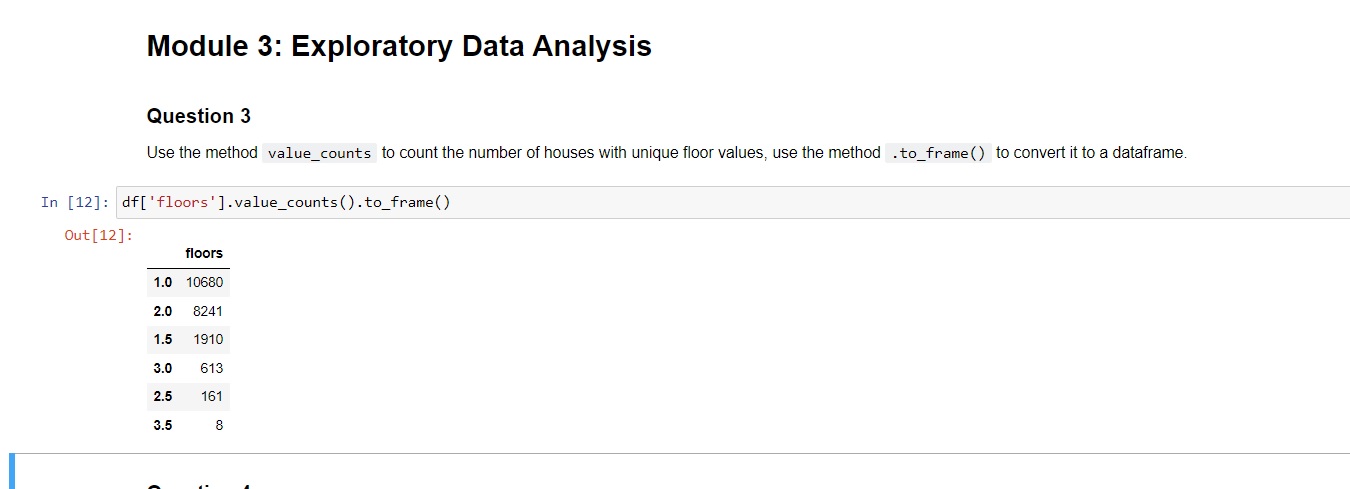 Module 3: Exploratory Data Analysis
Question 3
Use the method value_counts to count the number of houses with unique floor values, use the method .to_frame() to convert it to a dataframe.
In [12]: df['floors'].value_counts().to_frame()
Out[12]:
floors
1.0 10680
2.0 8241
1.5 1910
3.0 613
2.5 161
3.5 8